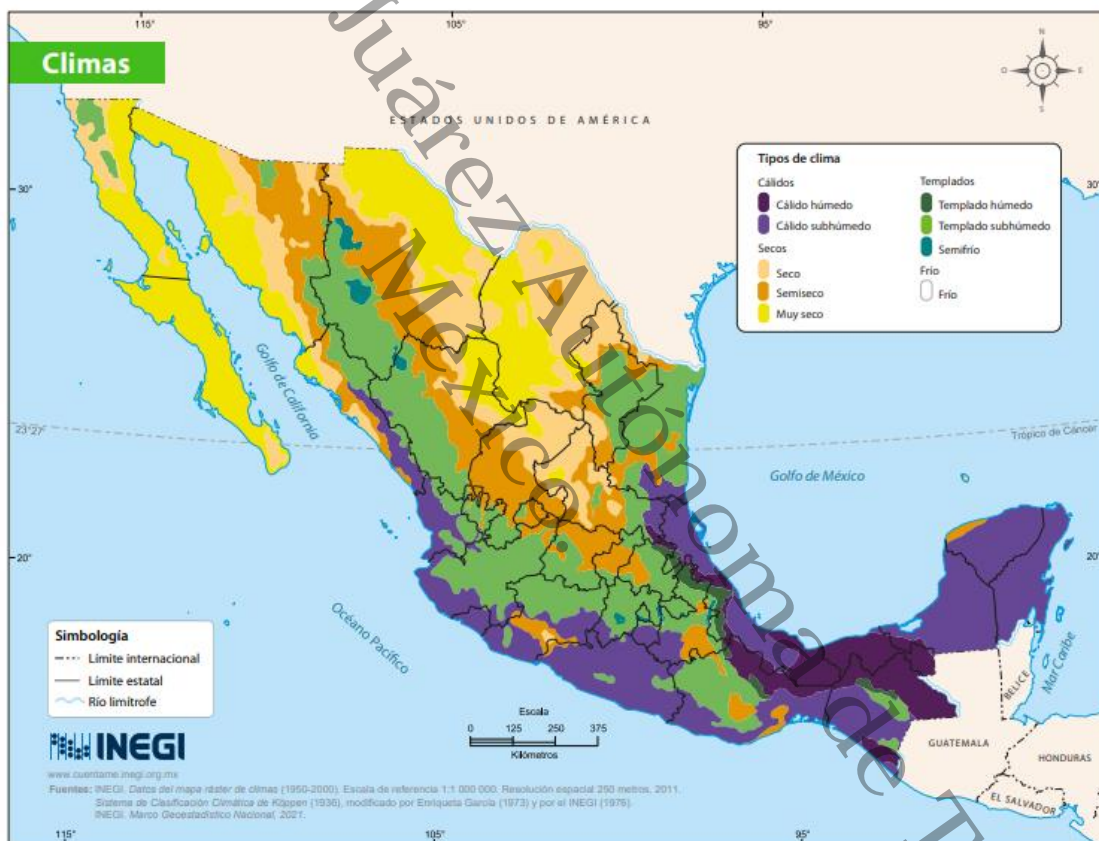 115°
105°
95°
Climas
N
O
E
S
ESTADOS UNIDOS DE AMÉRICA
Tipos de clima
Cálidos
Cálido húmedo
Cálido subhúmedo
Secos
Seco
Semiseco
Muy seco
Templados
Templado húmedo
Templado subhúmedo
Semifrío
Frío
Frío
30°
30°
Golfo de California
23°27'
Trópico de Cáncer
Golfo de México
20°
20°
Océano Pacífico
Mar Caribe
BELICE
GUATEMALA
HONDURAS
EL SALVADOR
Simbología
Límite internacional
Límite estatal
Río limítrofe
Escala
0 125 250 375
Kilómetros
INEGI
www.cuentame.inegi.org.mx
Fuentes: INEGI. Datos del mapa ráster de climas (1950-2000). Escala de referencia 1:1 000 000. Resolución espacial 250 metros, 2011.
Sistema de Clasificación Climática de Köppen (1936), modificado por Enriqueta García (1973) y por el INEGI (1976).
INEGI. Marco Geoestadístico Nacional, 2021.
115°
105°
95°
Juárez Autónoma de T
México.